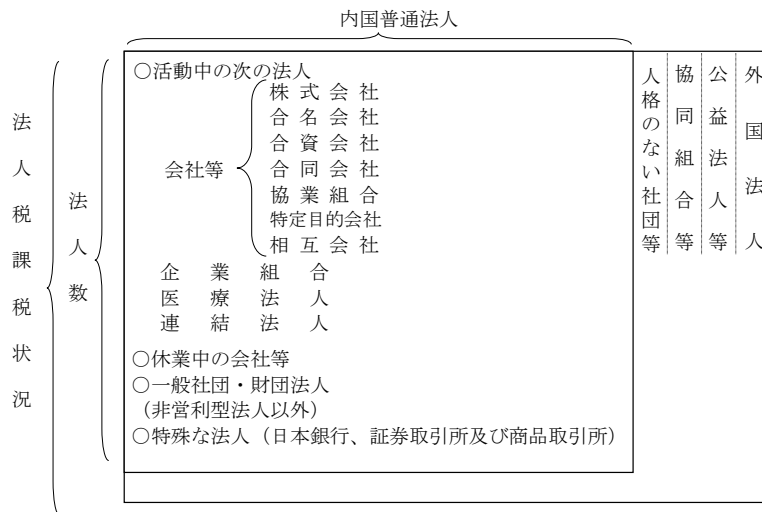 内国普通法人
法人税課税状況
法人数
○活動中の次の法人
会社等
株式会社
合名会社
合資会社
合同会社
協業組合
特定目的会社
相互会社
企業組合
医療法人
連結法人
○休業中の会社等
○一般社団・財団法人
（非営利型法人以外）
○特殊な法人（日本銀行、証券取引所及び商品取引所）
人格のない社団等
協同組合等
公益法人等
外国法人